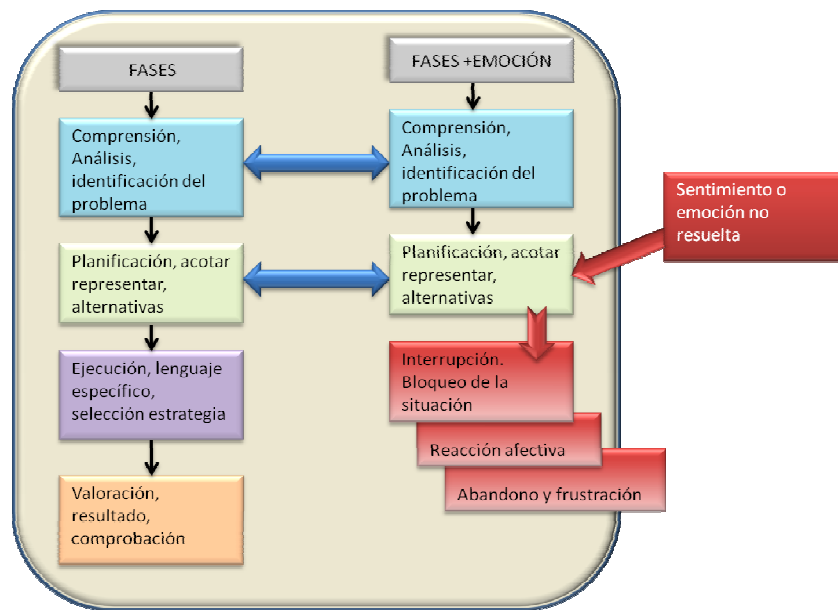 FASES
Comprensión,
Análisis,
identificación del
problema
Planificación, acotar
representar,
alternativas
Ejecución, lenguaje
específico,
selección estrategia
Valoración,
resultado,
comprobación
FASES +EMOCIÓN
Comprensión,
Análisis,
identificación del
problema
Planificación, acotar
representar,
alternativas
Sentimiento o
emoción no
resuelta
Interrupción.
Bloqueo de la
situación
Reacción afectiva
Abandono y frustración